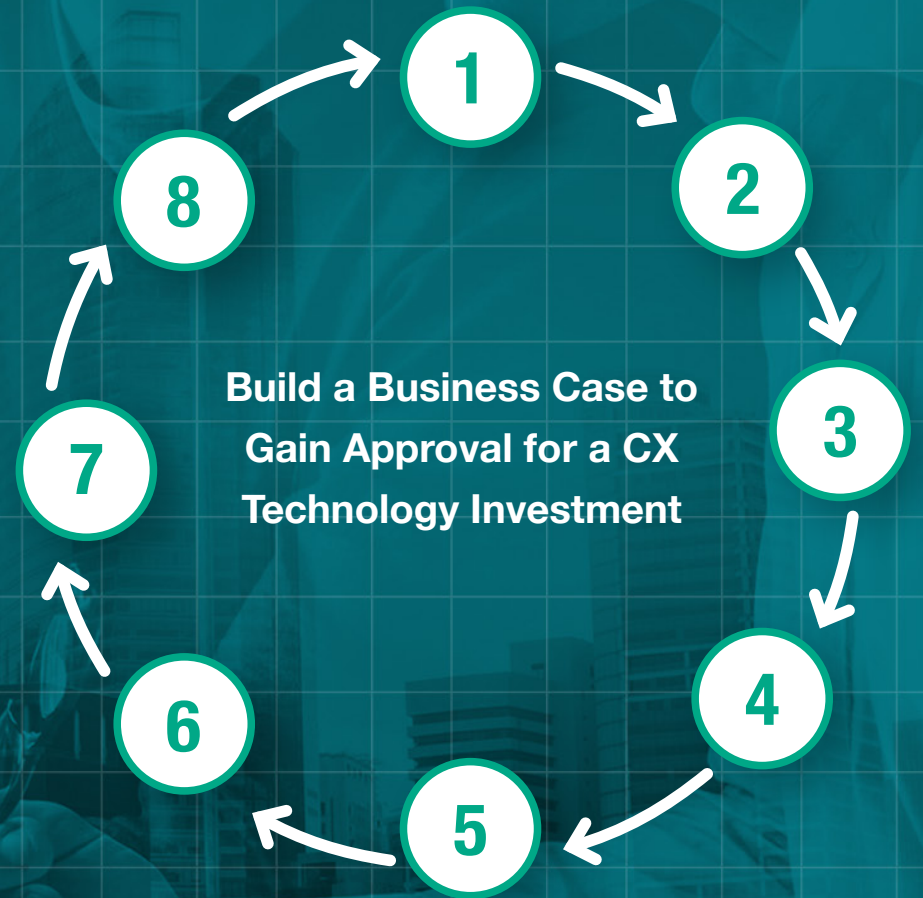 1
2
3
4
5
6
7
8
Build a Business Case to
Gain Approval for a CX
Technology Investment